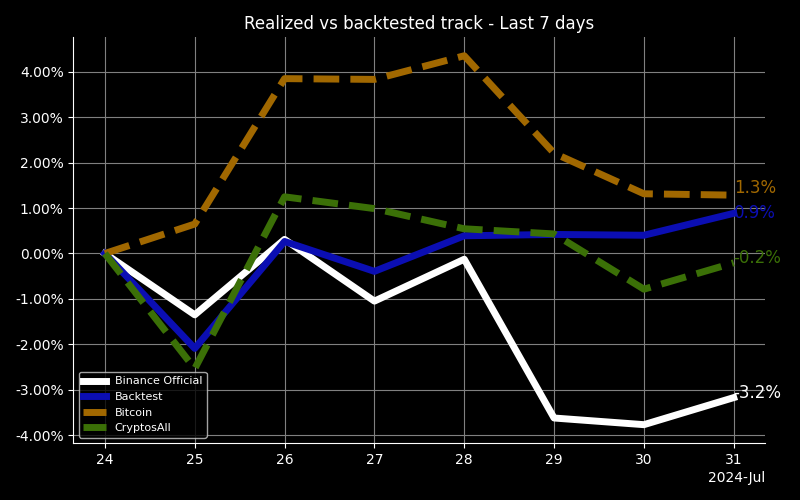 Realized vs backtested track - Last 7 days
4.00%
3.00%
2.00%
1.00%
0.00%
-1.00%
-2.00%
-3.00%
-4.00%
1.3%
0.9%
-0.2%
-3.2%
Binance Official
Backtest
Bitcoin
CryptosAll
24 25 26 27 28 29 30 31
2024-Jul